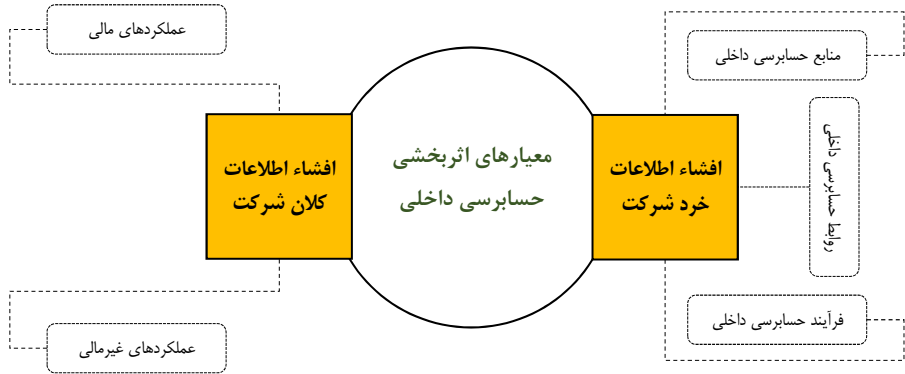 عملکردهای مالی
منابع حسابرسی داخلی
روابط حسابرسی داخلی
افشاء اطلاعات
خرد شرکت
معیارهای اثربخشی
حسابرسی داخلی
افشاء اطلاعات
کلان شرکت
فرآیند حسابرسی داخلی
عملکردهای غیرمالی